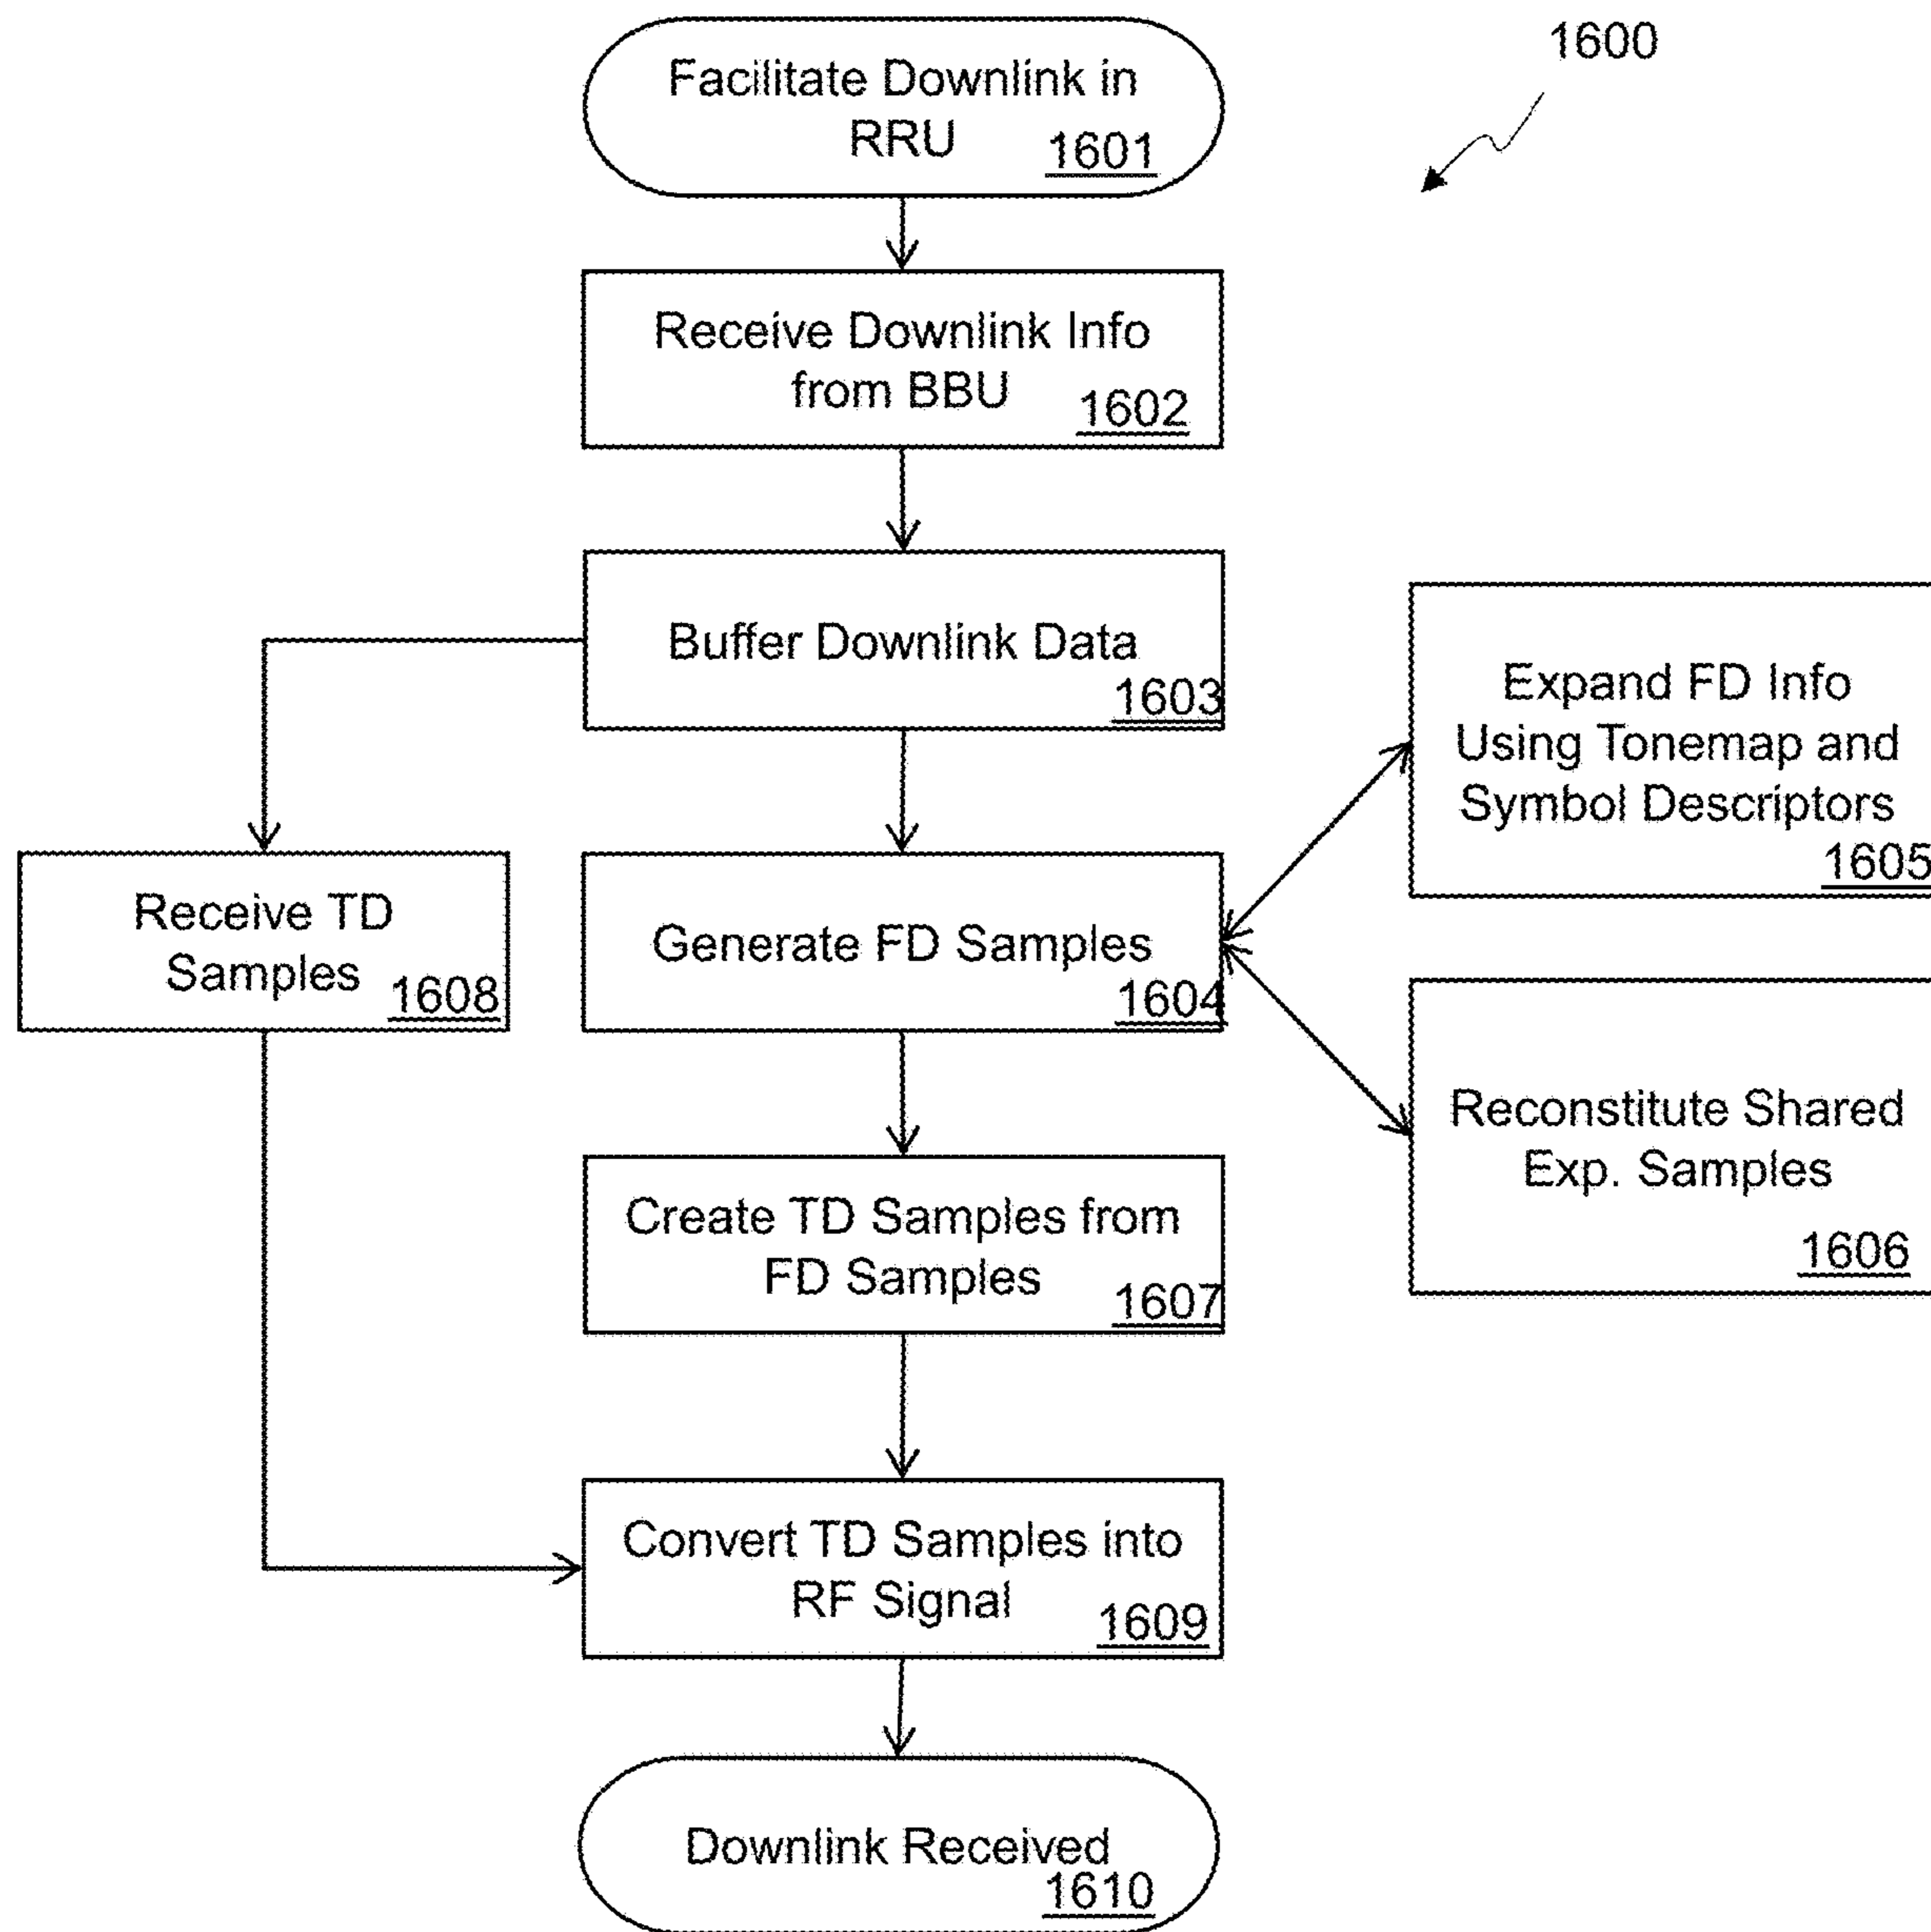 1600
Facilitate Downlink in
RRU
1601
Receive Downlink Info
from BBU
1602
Buffer Downlink Data
1603
Expand FD Info
Using Tonemap and
Symbol Descriptors
1605
Receive TD
Samples
1608
Generate FD Samples
1604
Reconstitute Shared
Exp. Samples
1606
Create TD Samples from
FD Samples
1607
Convert TD Samples into
RF Signal
1609
Downlink Received
1610